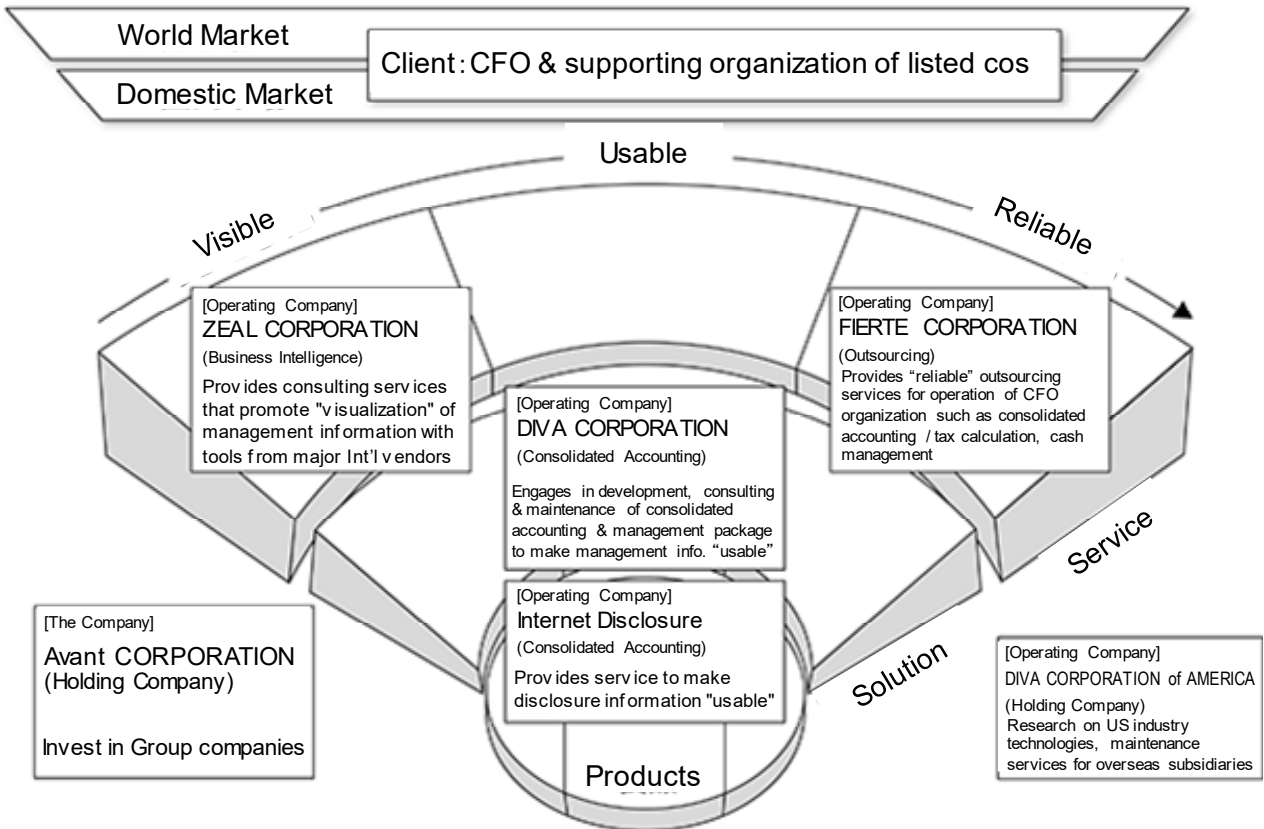 World Market
Client: CFO & supporting organization of listed cos
Domestic Market
Usable
Visible
Reliable
[Operating Company]
ZEAL CORPORATION
(Business Intelligence)
Provides consulting services
that promote "visualization" of
management information with
tools from major Int'l vendors
[Operating Company]
DIVA CORPORATION
(Consolidated Accounting)
Engages in development, consulting
& maintenance of consolidated
accounting & management package
to make management info. “usable”
[Operating Company]
FIERTE CORPORATION
(Outsourcing)
Provides “reliable” outsourcing
services for operation of CFO
organization such as consolidated
accounting / tax calculation, cash
management
Service
[Operating Company]
Internet Disclosure
(Consolidated Accounting)
Provides service to make
disclosure information "usable"
Solution
[The Company]
Avant CORPORATION
(Holding Company)
Invest in Group companies
[Operating Company]
DIVA CORPORATION of AMERICA
(Holding Company)
Research on US industry
technologies, maintenance
services for overseas subsidiaries
Products